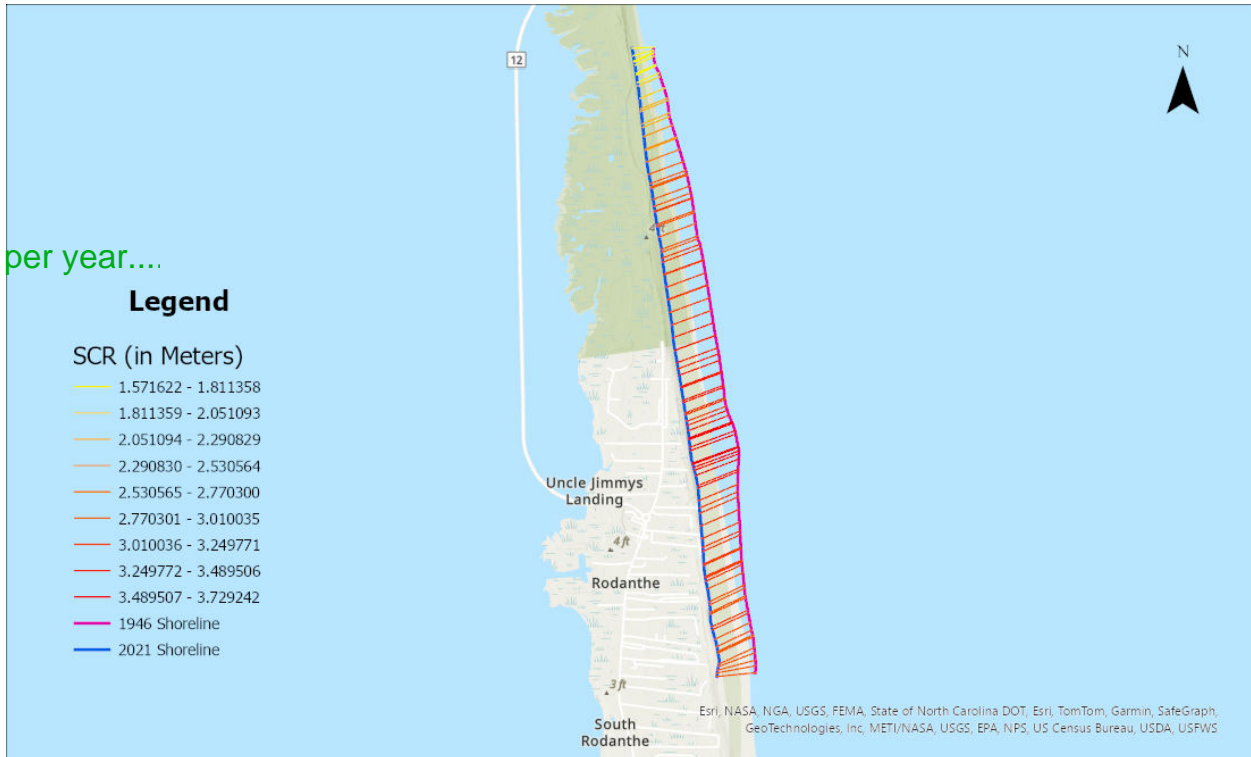 12
N
4 ft
per year....
Legend
SCR (in Meters)
1.571622 - 1.811358
1.811359 - 2.051093
2.051094 - 2.290829
2.290830 - 2.530564
2.530565 - 2.770300
2.770301 - 3.010035
3.010036 - 3.249771
3.249772 - 3.489506
3.489507 - 3.729242
1946 Shoreline
2021 Shoreline
Uncle Jimmys
Landing
4 ft
Rodanthe
3 ft
South
Rodanthe
Esri, NASA, NGA, USGS, FEMA, State of North Carolina DOT, Esri, TomTom, Garmin, SafeGraph,
GeoTechnologies, Inc, METI/NASA, USGS, EPA, NPS, US Census Bureau, USDA, USFWS